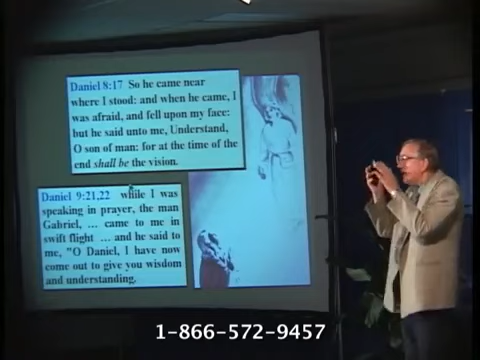 Daniel 8:17 So he came near
where I stood: and when he came, I
was afraid, and fell upon my face:
but he said unto me, Understand,
O son of man: for at the time of the
end shall be the vision.
Daniel 9:21,22 while I was
speaking in prayer, the man
Gabriel, ... came to me in
swift flight ... and he said to
me, "O Daniel, I have now
come out to give you wisdom
and understanding.
1-866-572-9457